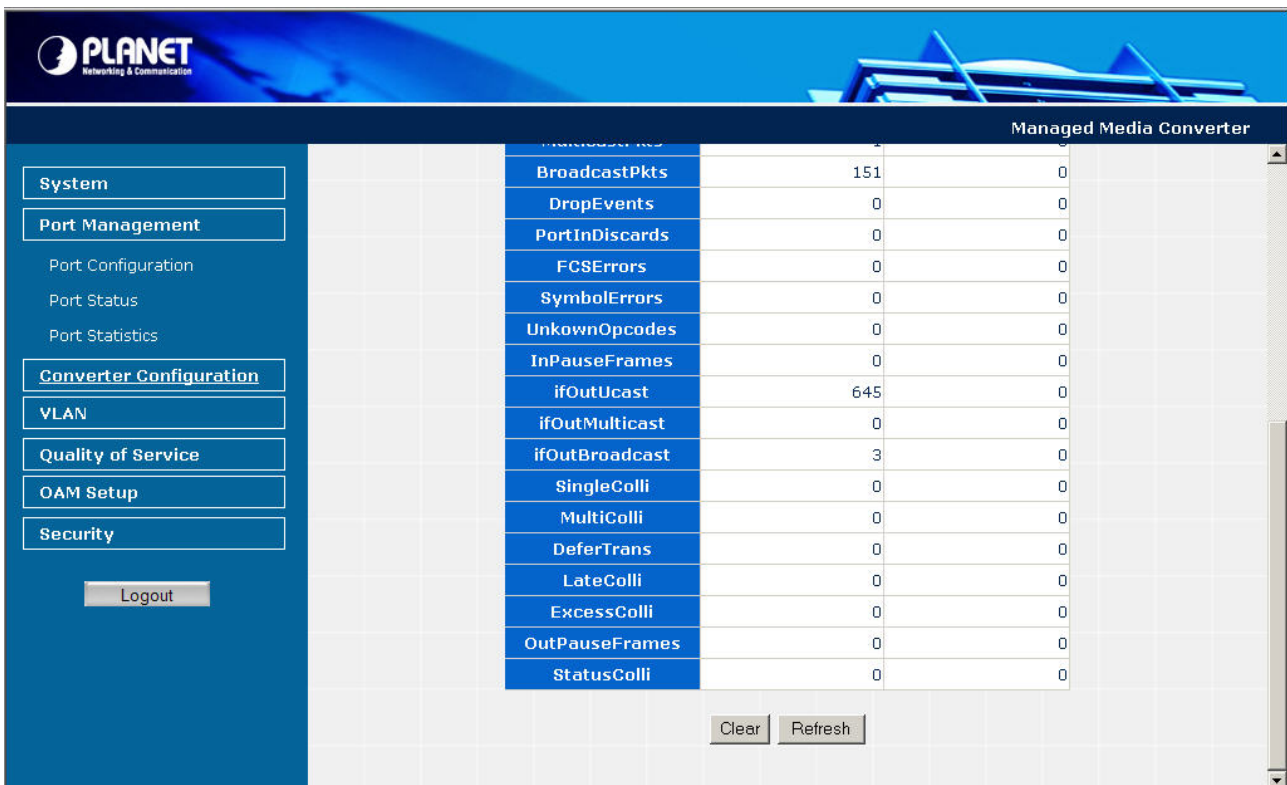 PLANET
Networking & Communication
Managed Media Converter
System
Port Management
Port Configuration
Port Status
Port Statistics
Converter Configuration
VLAN
Quality of Service
OAM Setup
Security
Logout
MulticastPkts 1 0
BroadcastPkts 151 0
DropEvents 0 0
PortInDiscards 0 0
FCSErrors 0 0
SymbolErrors 0 0
UnkownOpcodes 0 0
InPauseFrames 0 0
ifOutUcast 645 0
ifOutMulticast 0 0
ifOutBroadcast 3 0
SingleColli 0 0
MultiColli 0 0
DeferTrans 0 0
LateColli 0 0
ExcessColli 0 0
OutPauseFrames 0 0
StatusColli 0 0
Clear Refresh